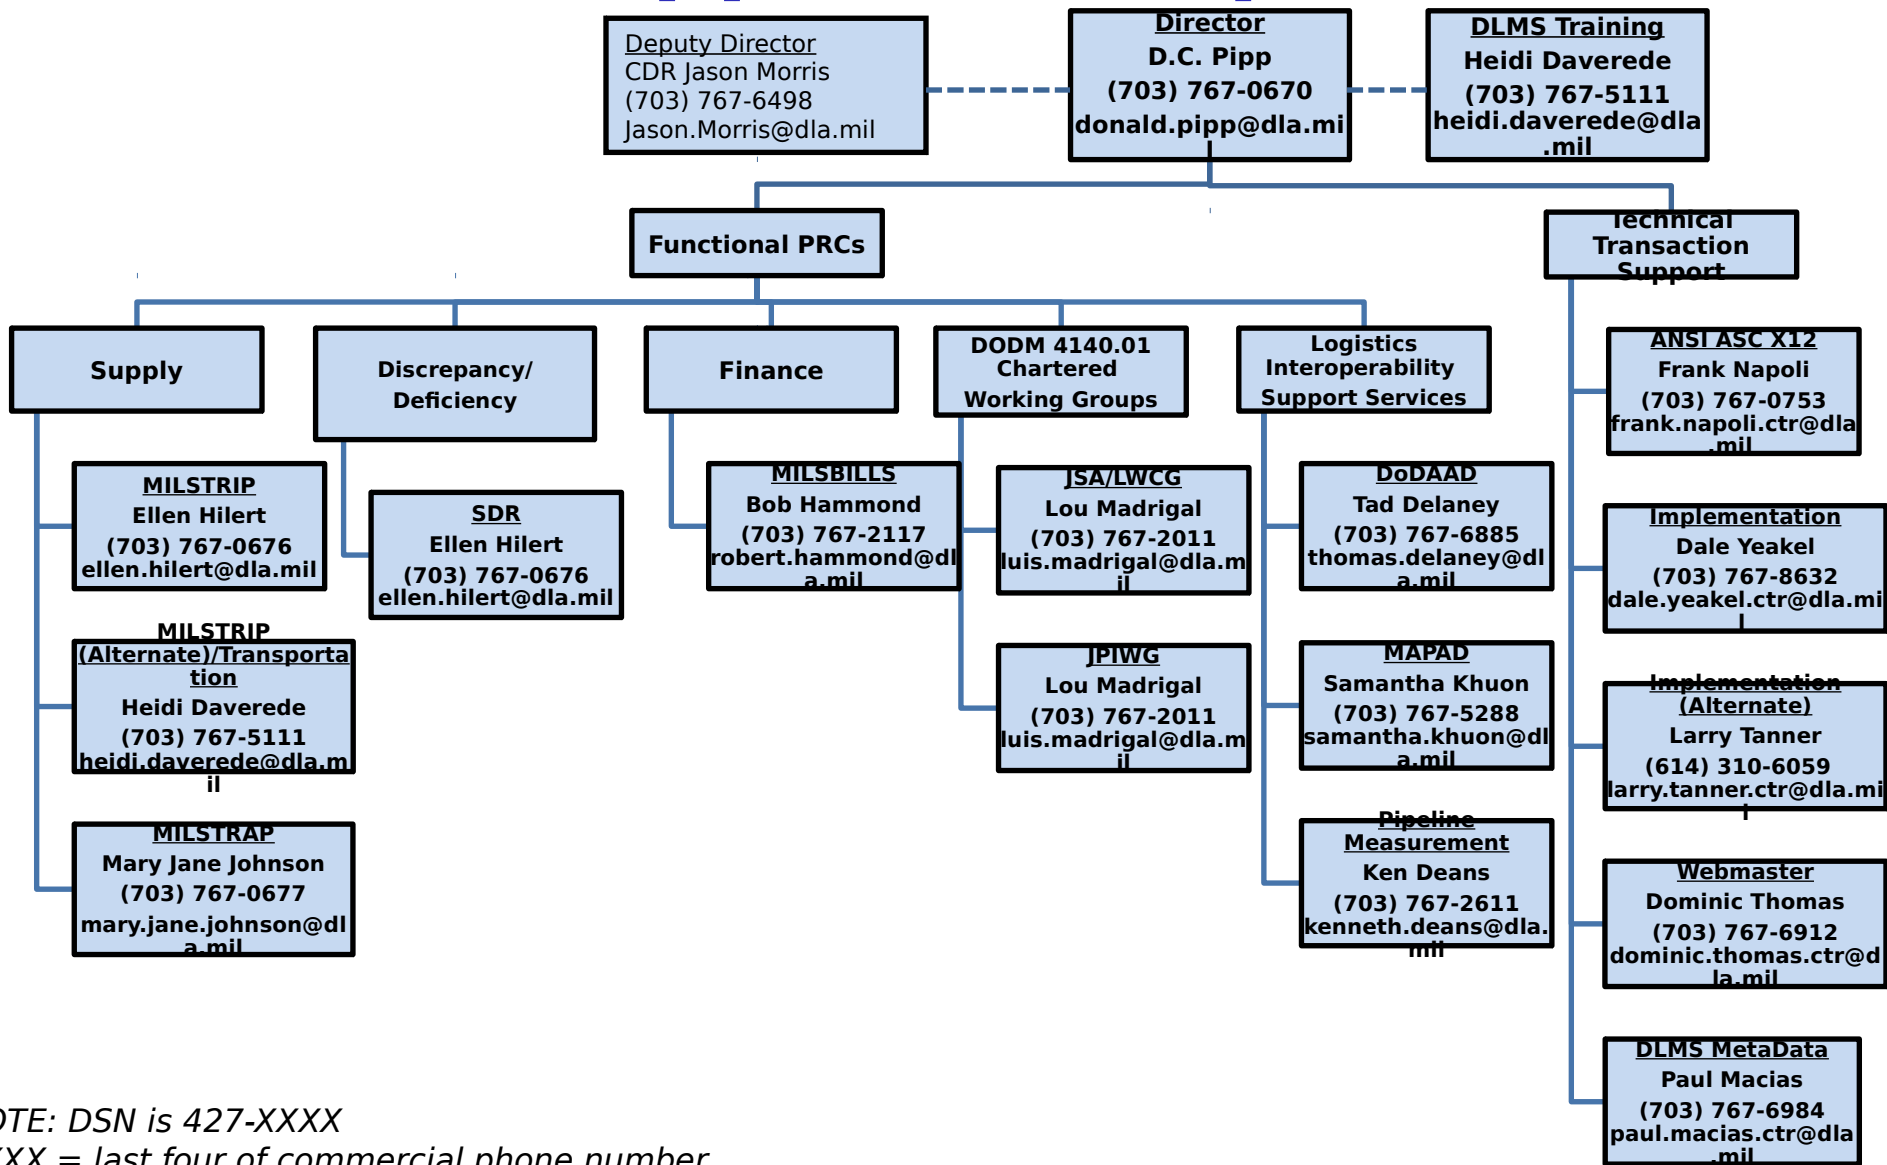 Deputy Director
CDR Jason Morris
(703) 767-6498
Jason.Morris@dla.mil
Director
D.C. Pipp
(703) 767-0670
donald.pipp@dla.mi
l
DLMS Training
Heidi Daverede
(703) 767-5111
heidi.daverede@dla
.mil
Functional PRCs
Technical
Transaction
Support
Supply
Discrepancy/
Deficiency
Finance
DODM 4140.01
Chartered
Working Groups
Logistics
Interoperability
Support Services
MILSTRIP
Ellen Hilert
(703) 767-0676
ellen.hilert@dla.mil
MILSTRIP
(Alternate)/Transporta
tion
Heidi Daverede
(703) 767-5111
heidi.daverede@dla.m
il
MILSTRAP
Mary Jane Johnson
(703) 767-0677
mary.jane.johnson@dl
a.mil
SDR
Ellen Hilert
(703) 767-0676
ellen.hilert@dla.mil
MILSBILLS
Bob Hammond
(703) 767-2117
robert.hammond@dl
a.mil
JSA/LWCG
Lou Madrigal
(703) 767-2011
luis.madrigal@dla.m
il
JPIWG
Lou Madrigal
(703) 767-2011
luis.madrigal@dla.m
il
DoDAAD
Tad Delaney
(703) 767-6885
thomas.delaney@dl
a.mil
MAPAD
Samantha Khuon
(703) 767-5288
samantha.khuon@dl
a.mil
Pipeline
Measurement
Ken Deans
(703) 767-2611
kenneth.deans@dla.
mil
ANSI ASC X12
Frank Napoli
(703) 767-0753
frank.napoli.ctr@dla
.mil
Implementation
Dale Yeakel
(703) 767-8632
dale.yeakel.ctr@dla.mi
l
Implementation
(Alternate)
Larry Tanner
(614) 310-6059
larry.tanner.ctr@dla.mi
l
Webmaster
Dominic Thomas
(703) 767-6912
dominic.thomas.ctr@d
la.mil
DLMS MetaData
Paul Macias
(703) 767-6984
paul.macias.ctr@dla
.mil
OTE: DSN is 427-XXXX
XXX = last four of commercial phone number